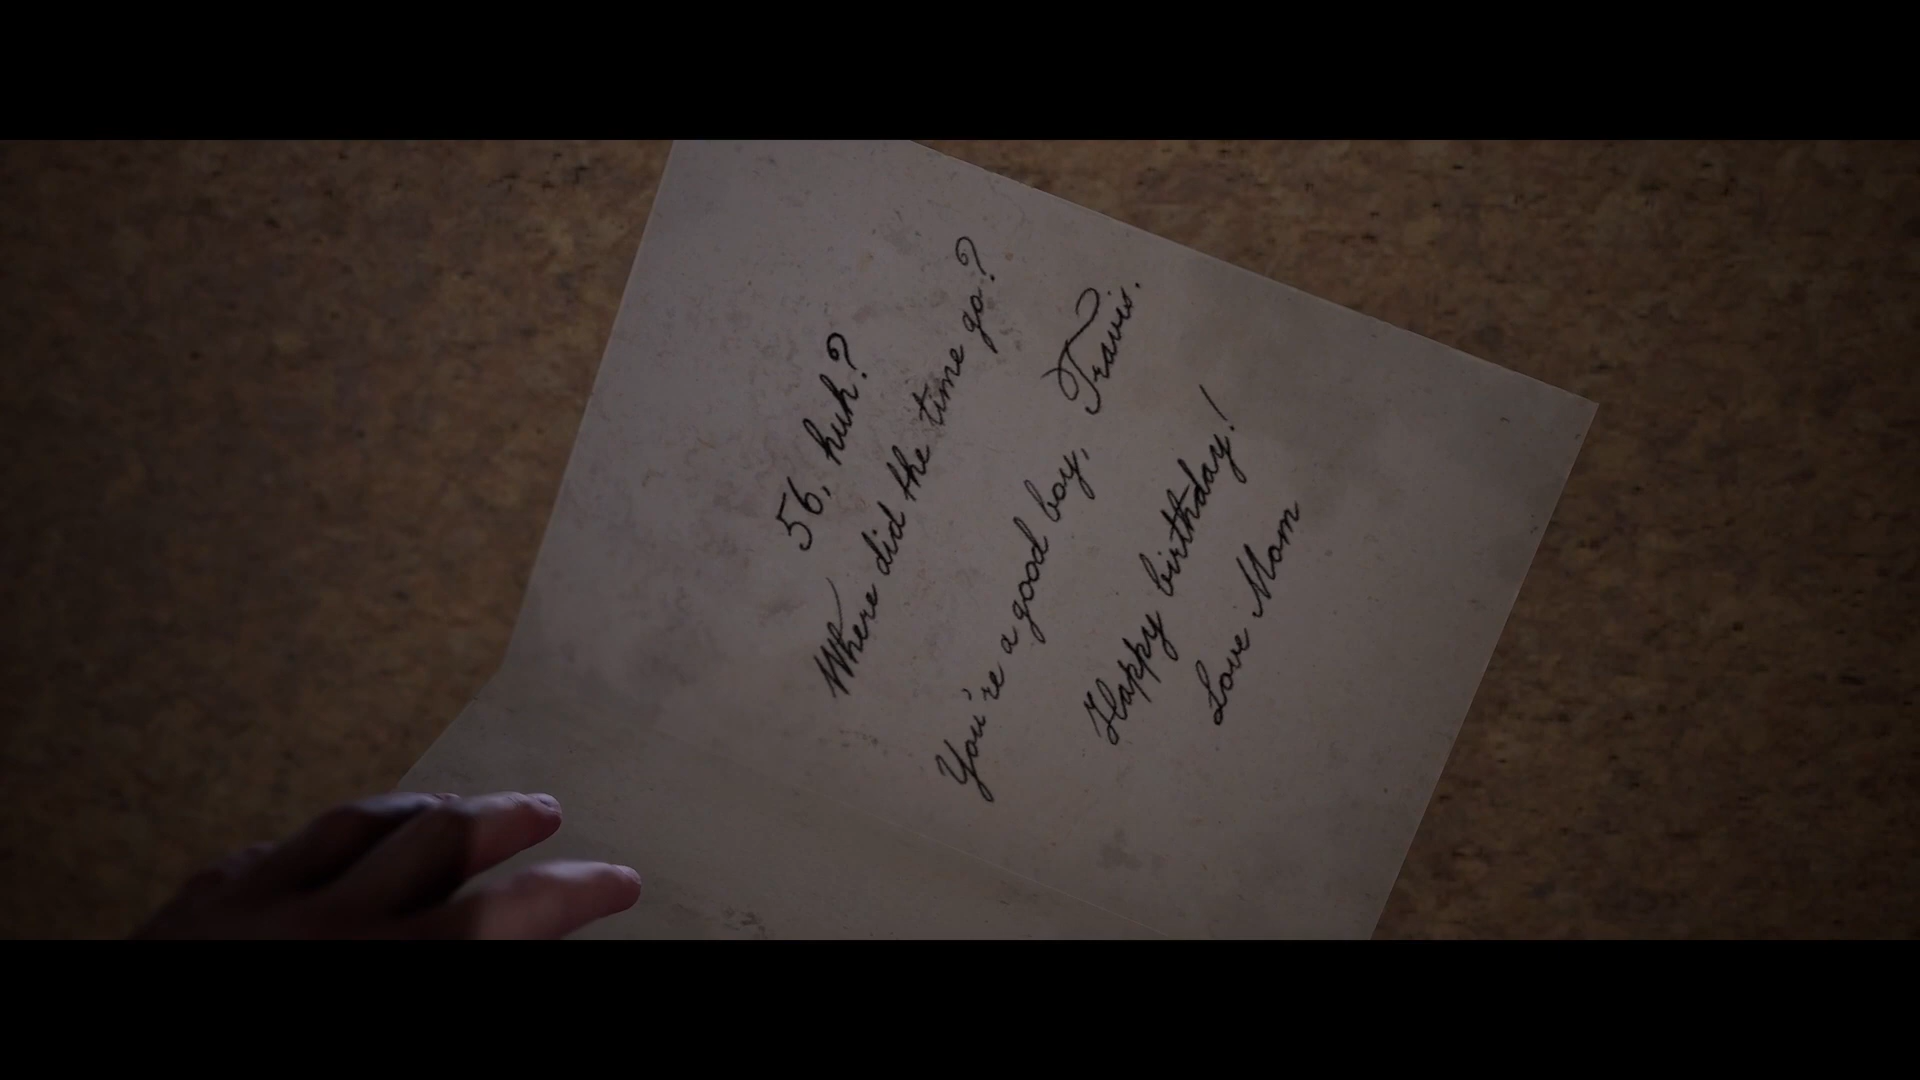 56, huh?
Where did the time go?
You're a good boy, Travis.
Happy birthday!
Love Mom